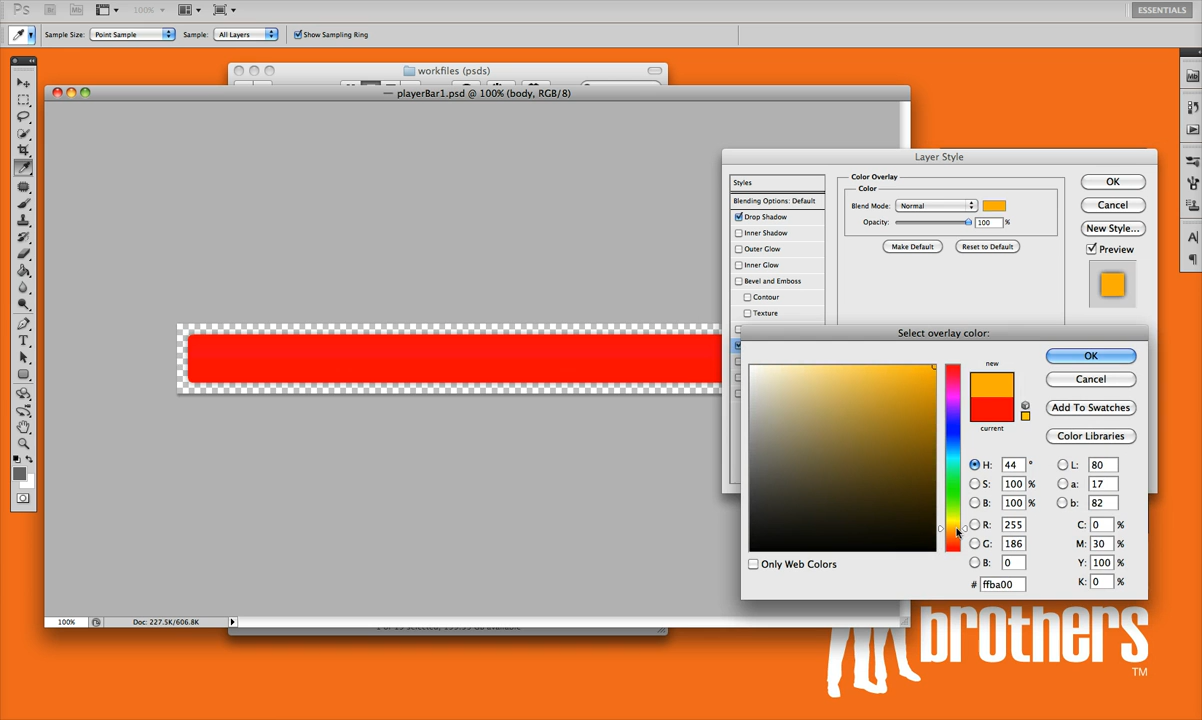 Ps Br Mb 100% ESSENTIALS
Sample Size: Point Sample Sample: All Layers Show Sampling Ring
workfiles (psds)
playerBar1.psd @ 100% (body, RGB/8)
Layer Style
Styles
Blending Options: Default
Drop Shadow
Inner Shadow
Outer Glow
Inner Glow
Bevel and Emboss
Contour
Texture
Color Overlay
Color
Blend Mode: Normal
Opacity: 100 %
Make Default Reset to Default
OK
Cancel
New Style...
Preview
Mb
Select overlay color:
new
current
OK
Cancel
Add To Swatches
Color Libraries
H: 44 ° L: 80
S: 100 % a: 17
B: 100 % b: 82
R: 255 C: 0 %
G: 186 M: 30 %
B: 0 Y: 100 %
# ffba00 K: 0 %
Only Web Colors
100% Doc: 227.5K/606.8K
brothers
TM